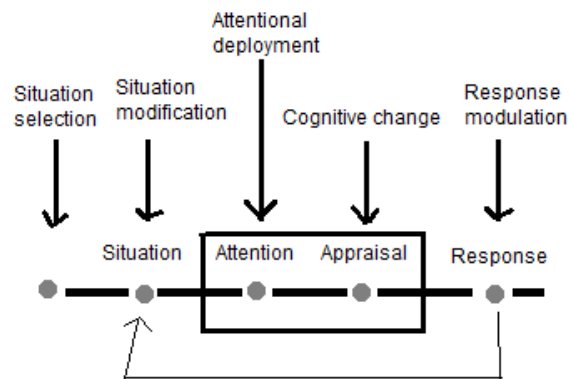 Attentional
deployment
Situation
selection
Situation
modification
Cognitive change
Response
modulation
Situation
Attention
Appraisal
Response